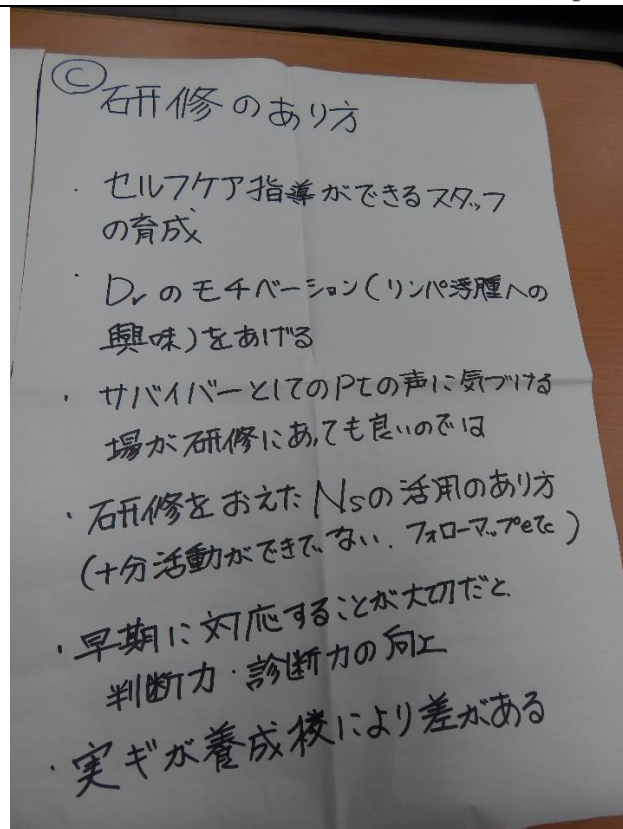 Ⓒ研修のあり方
・セルフケア指導ができるスタッフ
の育成
・Drのモチベーション(リンパ浮腫への
興味)をあげる
・サバイバーとしてのPtの声に気づける
場が研修にあっても良いのでは
・研修をおえたNsの活用のあり方
(十分活動ができてない、フォローマップetc)
・早期に対応することが大切だと
判断力・診断力の向上
・実ギが養成校により差がある